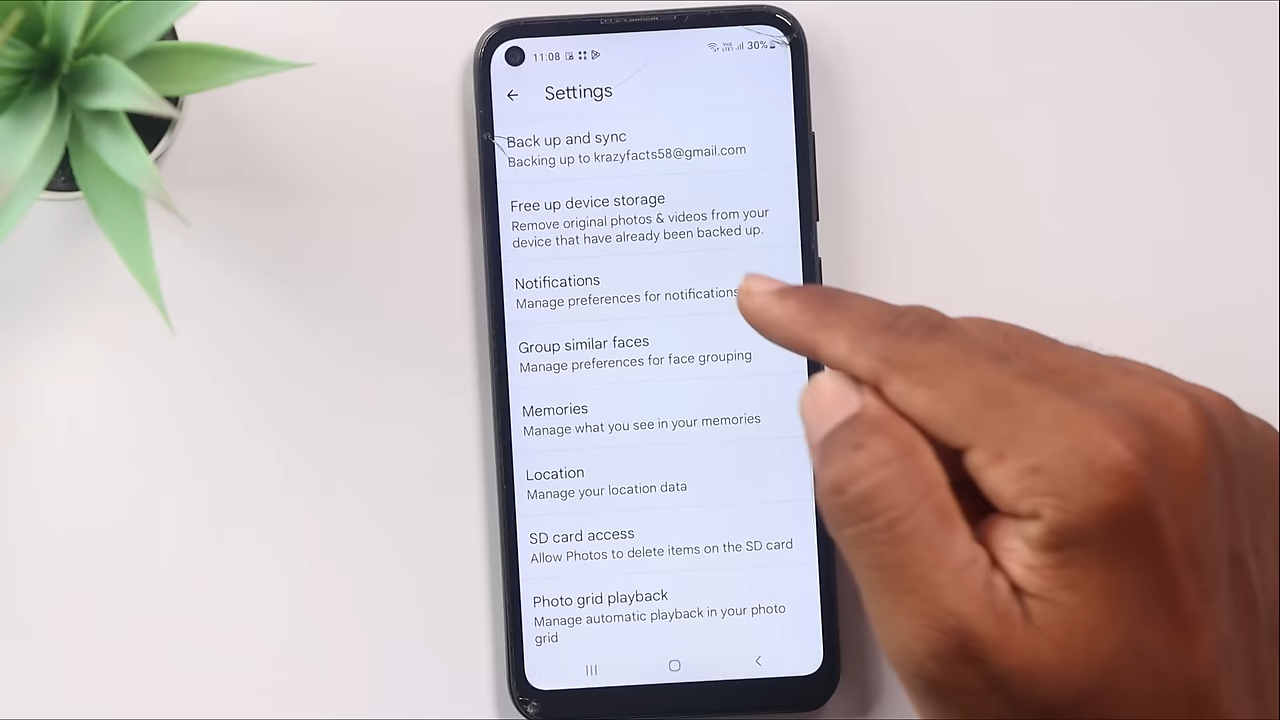 11:08 30%
Settings
Back up and sync
Backing up to krazyfacts58@gmail.com
Free up device storage
Remove original photos & videos from your
device that have already been backed up.
Notifications
Manage preferences for notifications
Group similar faces
Manage preferences for face grouping
Memories
Manage what you see in your memories
Location
Manage your location data
SD card access
Allow Photos to delete items on the SD card
Photo grid playback
Manage automatic playback in your photo
grid